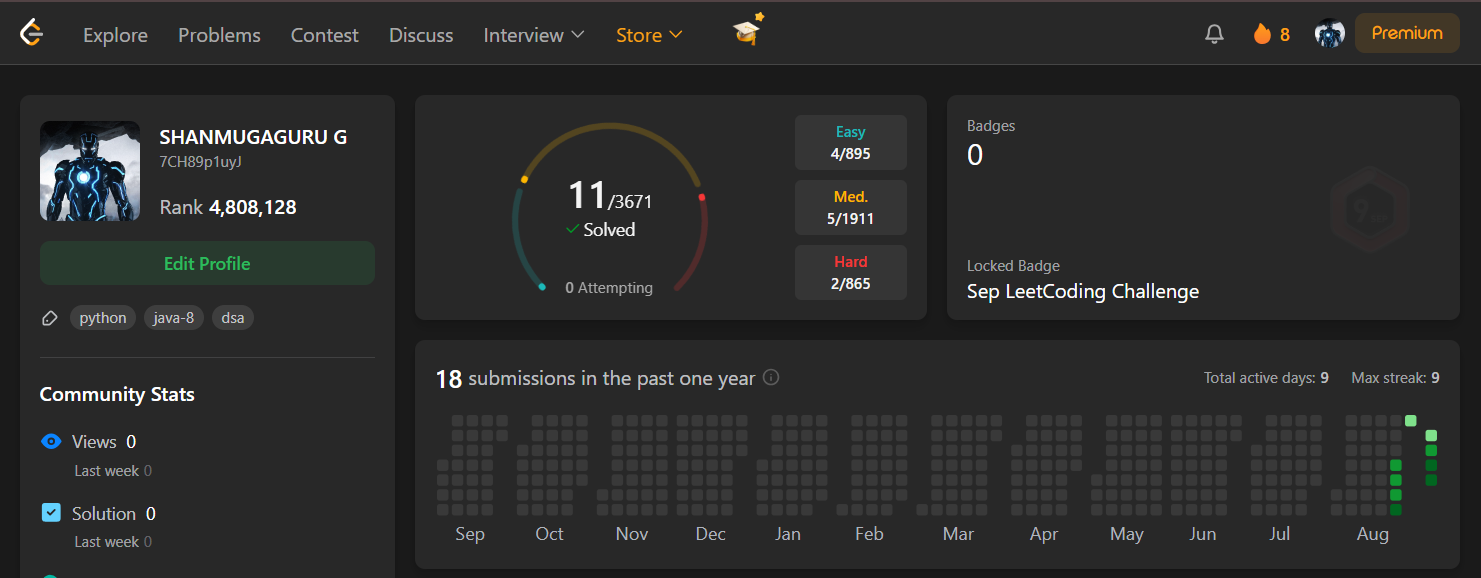 Explore Problems Contest Discuss Interview Store 8 Premium
SHANMUGAGURU G
7CH89p1uyJ
Rank 4,808,128
Edit Profile
python java-8 dsa
Community Stats
Views 0
Last week 0
Solution 0
Last week 0
11/3671
Solved
0 Attempting
Easy
4/895
Med.
5/1911
Hard
2/865
Badges
0
Locked Badge
Sep LeetCoding Challenge
18 submissions in the past one year
Total active days: 9 Max streak: 9
Sep Oct Nov Dec Jan Feb Mar Apr May Jun Jul Aug